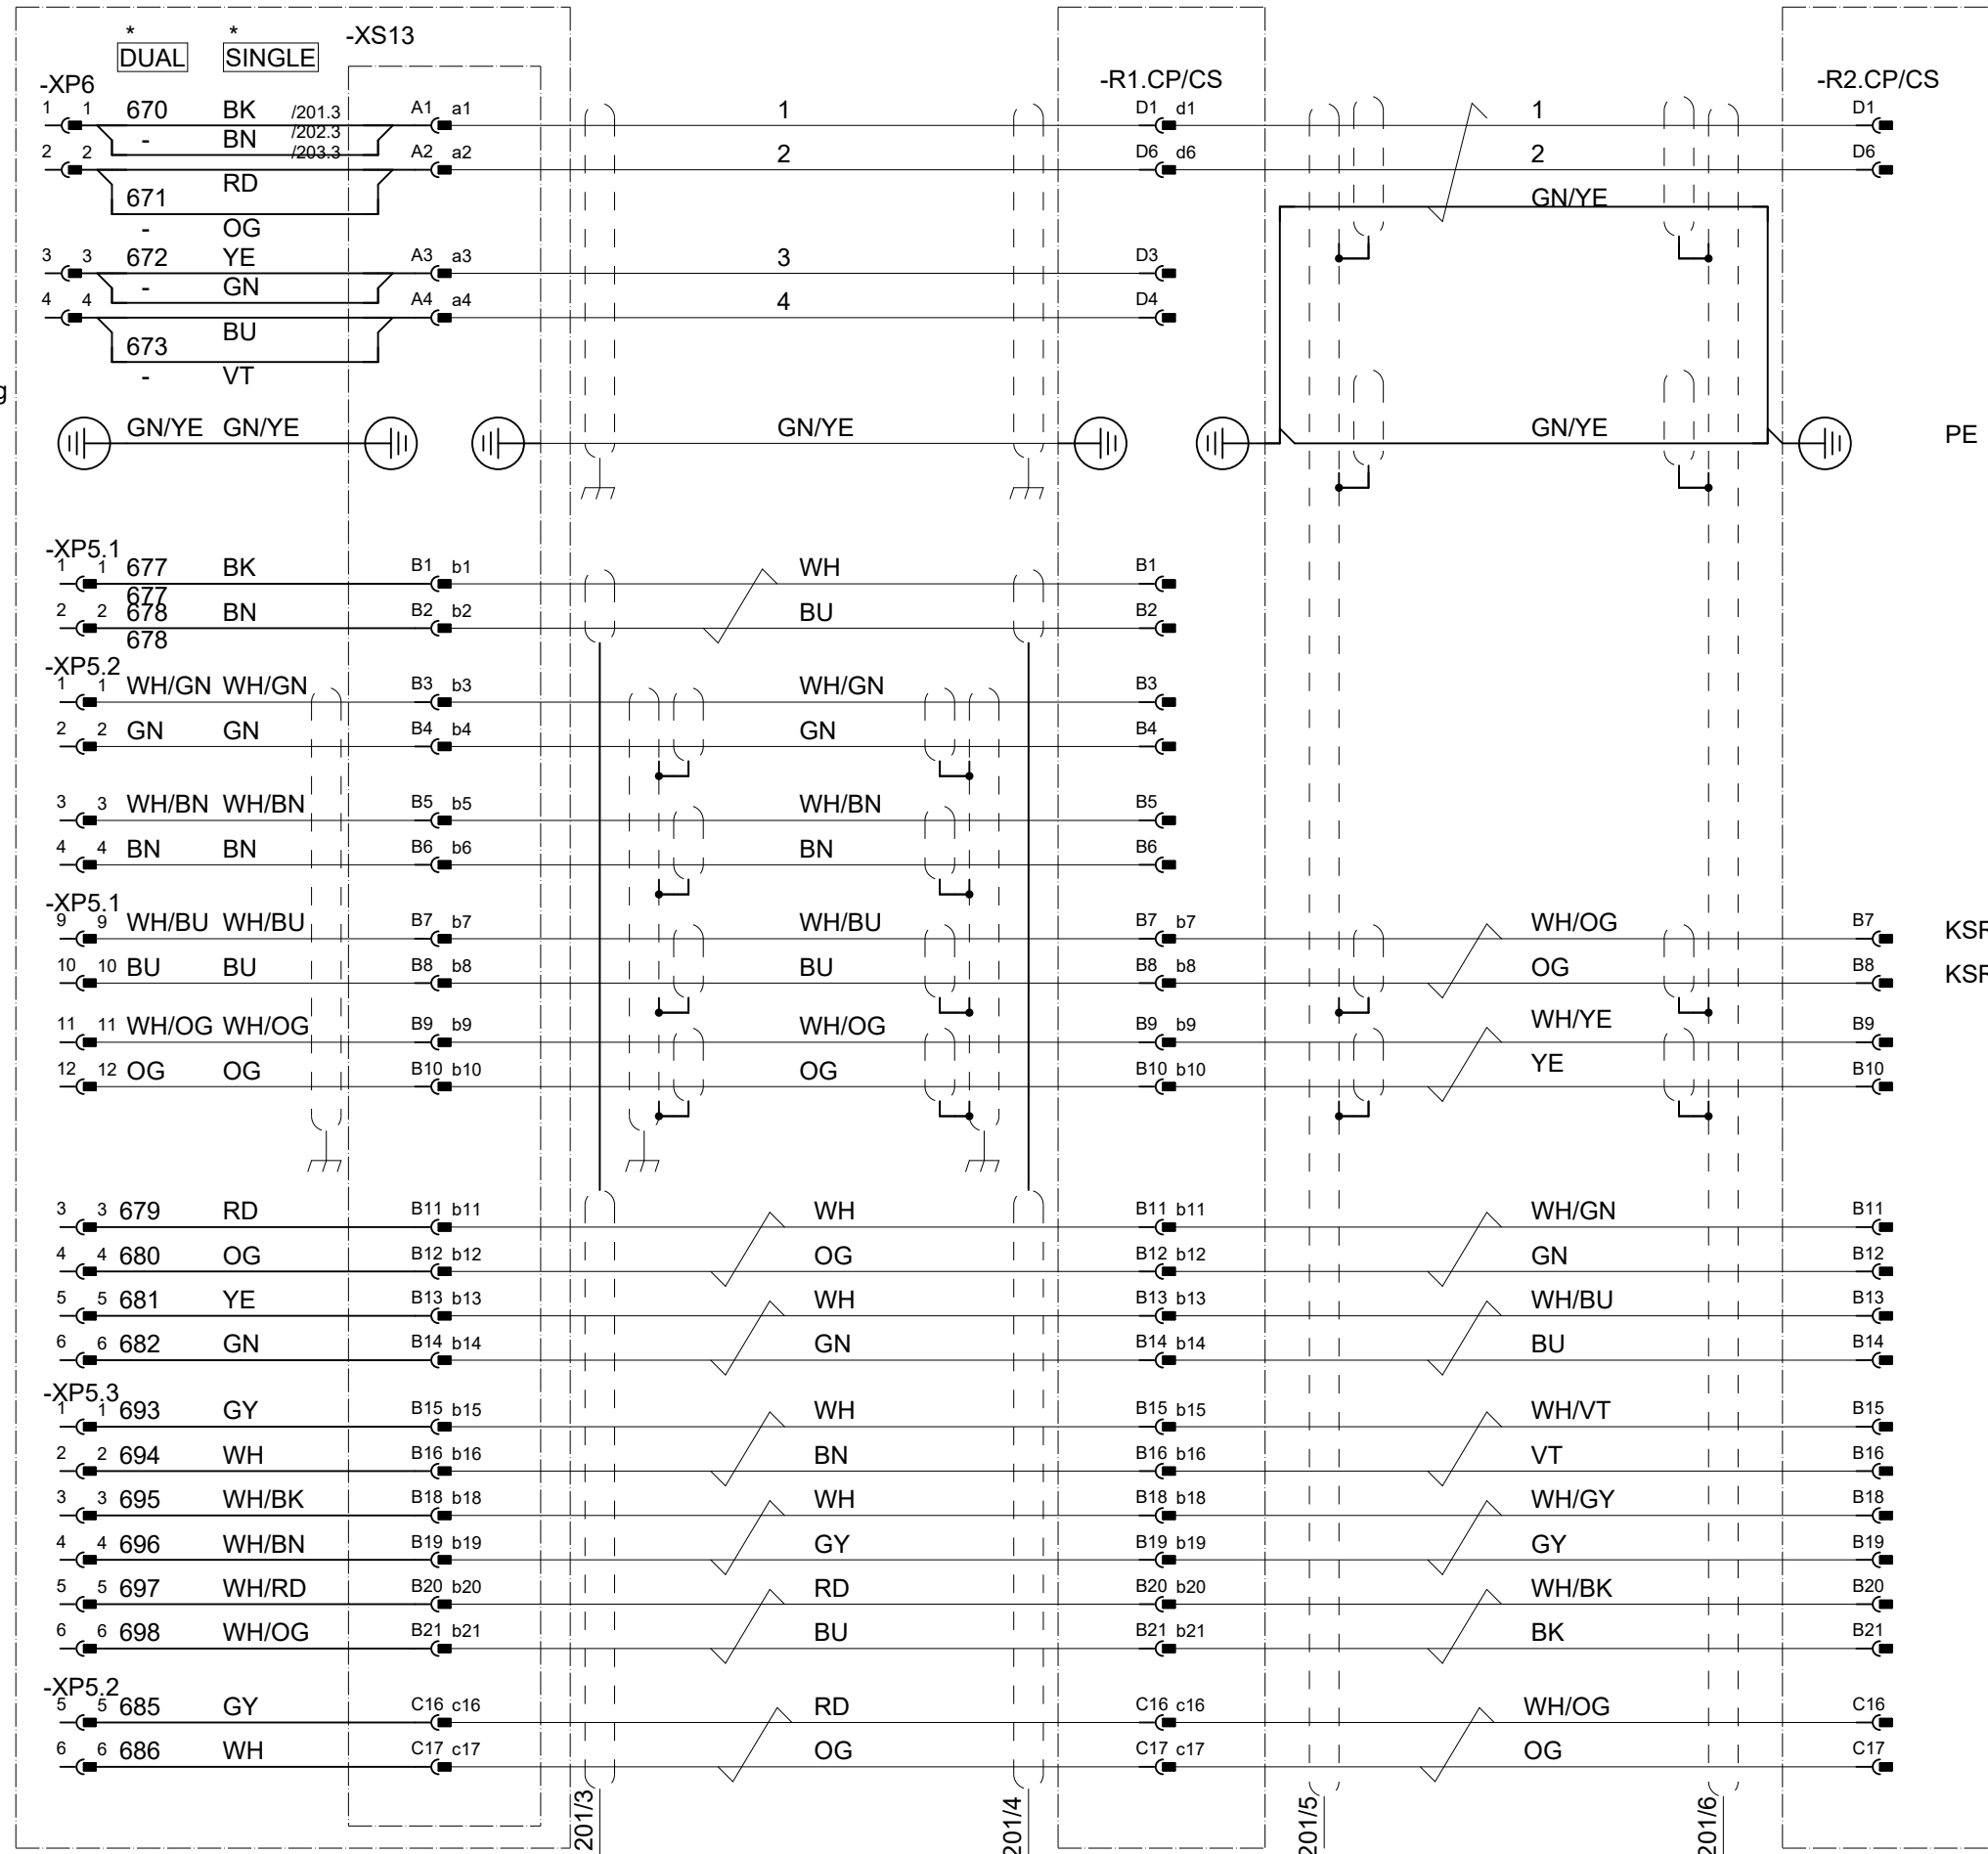 * * -XS13
DUAL SINGLE
-XP6 -R1.CP/CS -R2.CP/CS
1 1 670 BK /201.3 A1 a1 1 D1 d1 1 D1
- BN /202.3
2 2 /203.3 A2 a2 2 D6 d6 2 D6
RD
671 GN/YE
- OG
3 3 672 YE A3 a3 3 D3
- GN
4 4 A4 a4 4 D4
BU
673
- VT
g
GN/YE GN/YE GN/YE GN/YE PE
-XP5.1
1 1 677 BK B1 b1 WH B1
677
2 2 678 BN B2 b2 BU B2
678
-XP5.2
1 1 WH/GN WH/GN B3 b3 WH/GN B3
2 2 GN GN B4 b4 GN B4
3 3 WH/BN WH/BN B5 b5 WH/BN B5
4 4 BN BN B6 b6 BN B6
-XP5.1
9 9 WH/BU WH/BU B7 b7 WH/BU B7 b7 WH/OG B7 KSR
10 10 BU BU B8 b8 BU B8 b8 OG B8 KSR
11 11 WH/OG WH/OG B9 b9 WH/OG B9 b9 WH/YE B9
12 12 OG OG B10 b10 OG B10 b10 YE B10
3 3 679 RD B11 b11 WH B11 b11 WH/GN B11
4 4 680 OG B12 b12 OG B12 b12 GN B12
5 5 681 YE B13 b13 WH B13 b13 WH/BU B13
6 6 682 GN B14 b14 GN B14 b14 BU B14
-XP5.3
1 1 693 GY B15 b15 WH B15 b15 WH/VT B15
2 2 694 WH B16 b16 BN B16 b16 VT B16
3 3 695 WH/BK B18 b18 WH B18 b18 WH/GY B18
4 4 696 WH/BN B19 b19 GY B19 b19 GY B19
5 5 697 WH/RD B20 b20 RD B20 b20 WH/BK B20
6 6 698 WH/OG B21 b21 BU B21 b21 BK B21
-XP5.2
5 5 685 GY C16 c16 RD C16 c16 WH/OG C16
6 6 686 WH C17 c17 OG C17 c17 OG C17
201/3 201/4 201/5 201/6